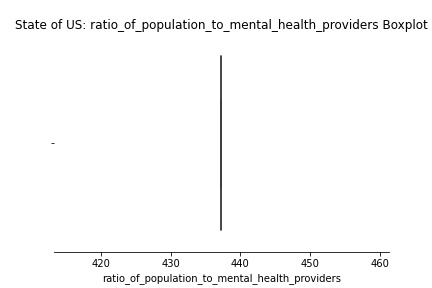 State of US: ratio_of_population_to_mental_health_providers Boxplot
420 430 440 450 460
ratio_of_population_to_mental_health_providers